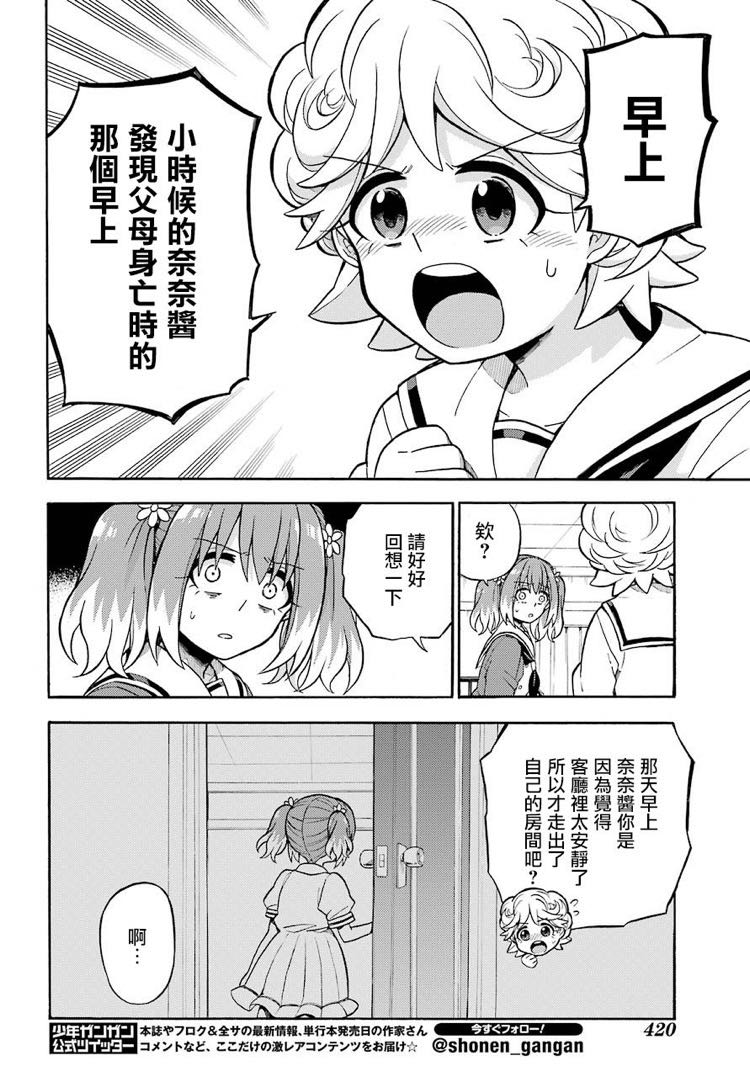 早上
小時候的奈奈醬
發現父母身亡時的
那個早上
欸?
請好好
回想一下
那天早上
奈奈醬你是
因為覺得
客廳裡太安靜了
所以才走出了
自己的房間吧?
啊…
少年ガンガン
公式ツイッター
本誌やフロク&全サの最新情報、単行本発売日の作家さん
コメントなど、ここだけの激レアコンテンツをお届け☆
今すぐフォロー!
@shonen_gangan
420